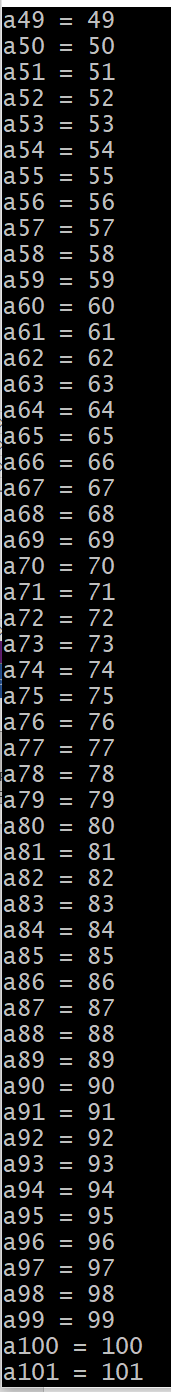 a49 = 49
a50 = 50
a51 = 51
a52 = 52
a53 = 53
a54 = 54
a55 = 55
a56 = 56
a57 = 57
a58 = 58
a59 = 59
a60 = 60
a61 = 61
a62 = 62
a63 = 63
a64 = 64
a65 = 65
a66 = 66
a67 = 67
a68 = 68
a69 = 69
a70 = 70
a71 = 71
a72 = 72
a73 = 73
a74 = 74
a75 = 75
a76 = 76
a77 = 77
a78 = 78
a79 = 79
a80 = 80
a81 = 81
a82 = 82
a83 = 83
a84 = 84
a85 = 85
a86 = 86
a87 = 87
a88 = 88
a89 = 89
a90 = 90
a91 = 91
a92 = 92
a93 = 93
a94 = 94
a95 = 95
a96 = 96
a97 = 97
a98 = 98
a99 = 99
a100 = 100
a101 = 101